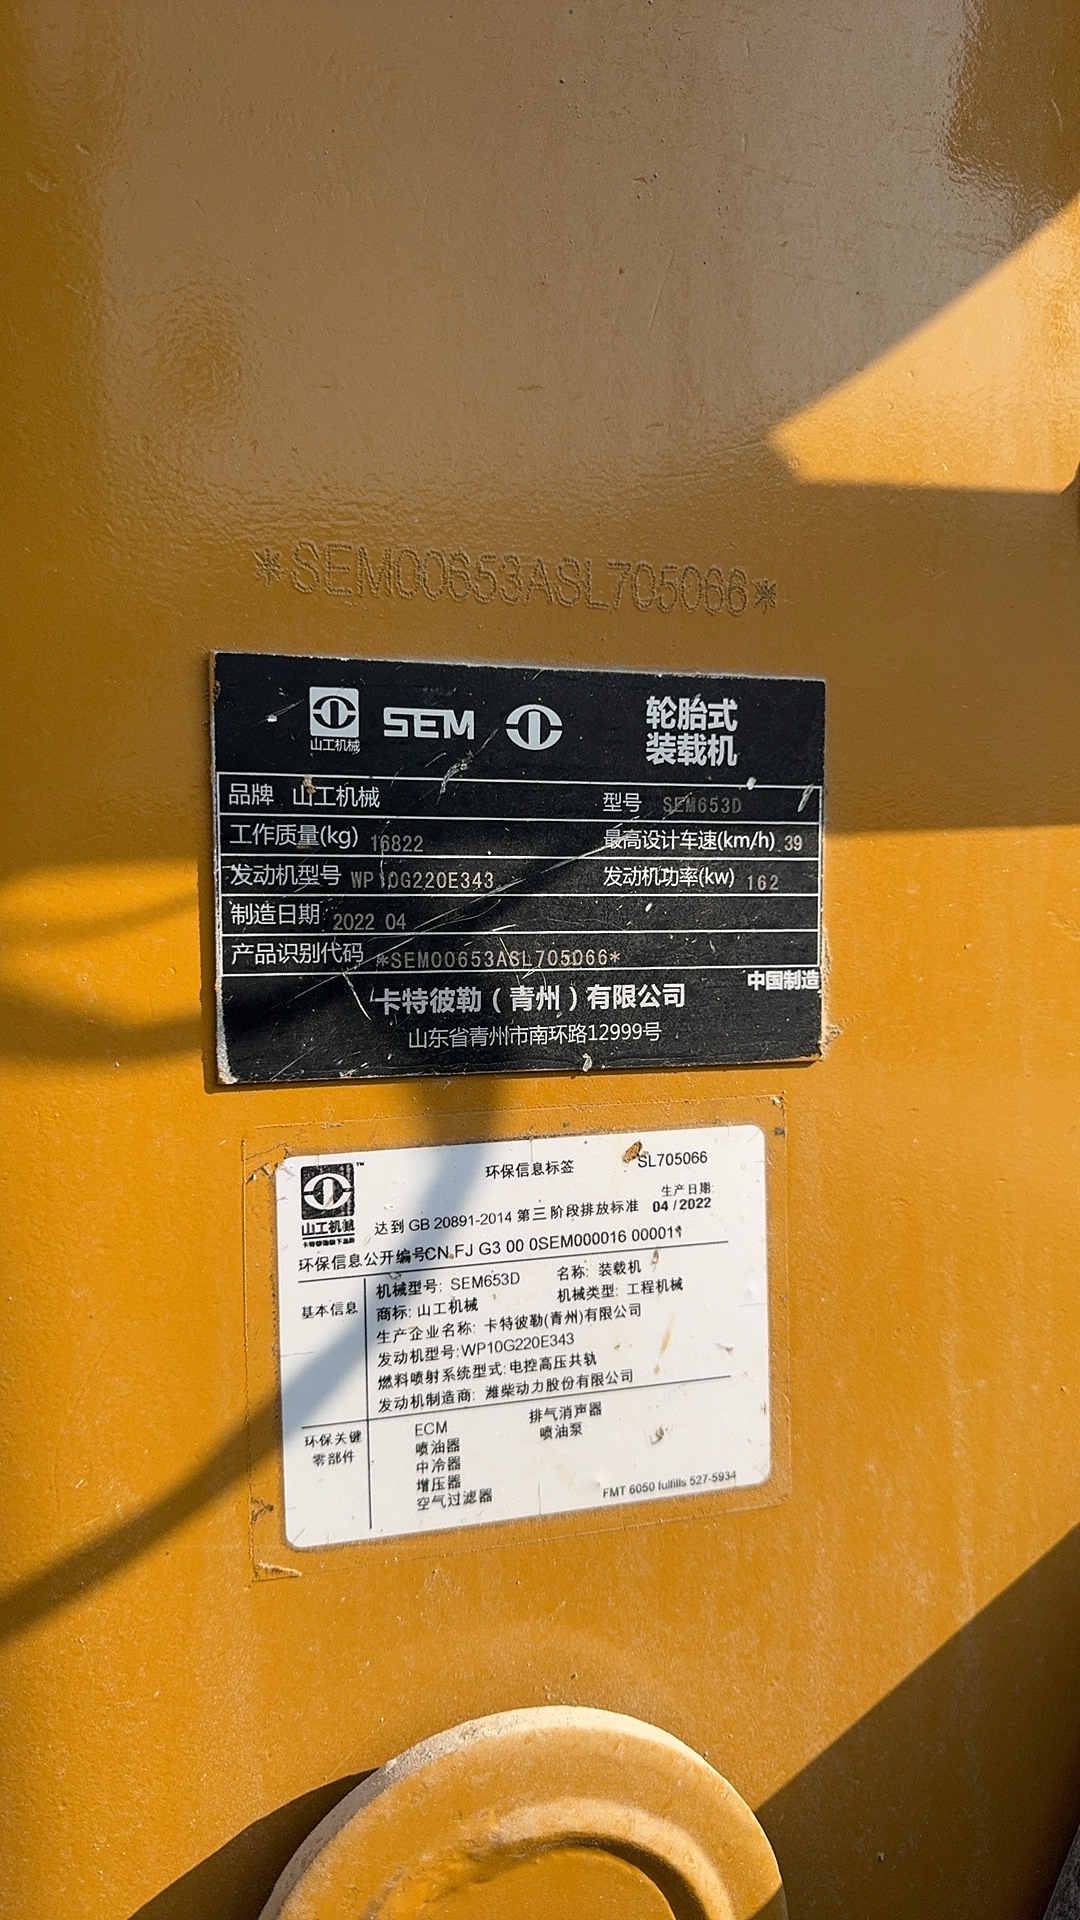 *SEM00653ASL705066*
山工机械
SEM
轮胎式
装载机
品牌 山工机械 型号 SEM653D
工作质量(kg) 16822 最高设计车速(km/h) 39
发动机型号 WP10G220E343 发动机功率(kw) 162
制造日期 2022 04
产品识别代码 *SEM00653ASL705066*
中国制造
卡特彼勒(青州)有限公司
山东省青州市南环路12999号
山工机械
卡特彼勒旗下品牌
TM
环保信息标签 SL705066
生产日期
达到 GB 20891-2014 第三阶段排放标准 04/2022
环保信息公开编号CN FJ G3 00 0SEM000016 000011
基本信息
机械型号: SEM653D 名称: 装载机
商标: 山工机械 机械类型: 工程机械
生产企业名称: 卡特彼勒(青州)有限公司
发动机型号:WP10G220E343
燃料喷射系统型式:电控高压共轨
发动机制造商: 潍柴动力股份有限公司
环保关键
零部件
ECM 排气消声器
喷油器 喷油泵
中冷器
增压器
空气过滤器
FMT 6050 fulfills 527-5934